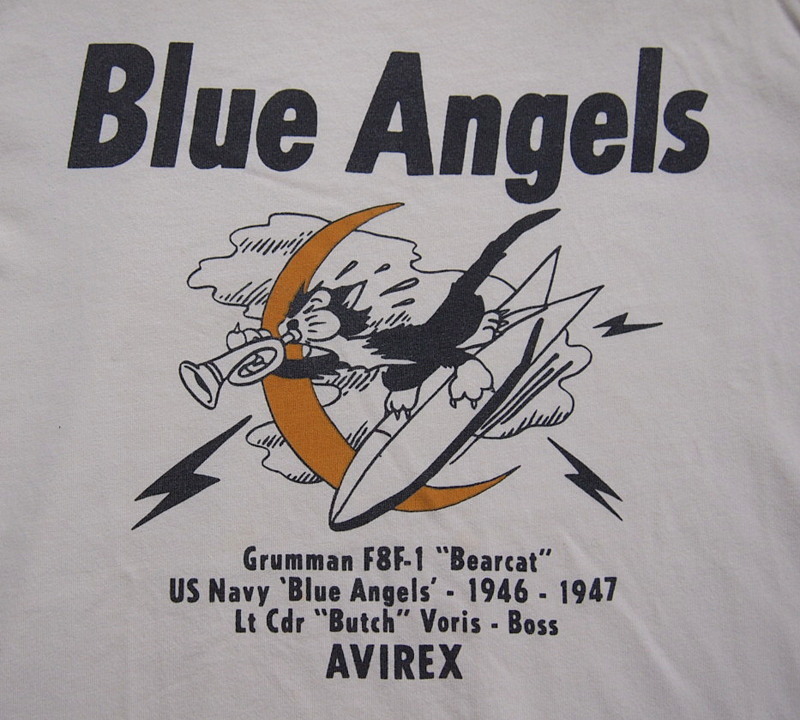 Blue Angels
Grumman F8F-1 "Bearcat"
US Navy 'Blue Angels' - 1946 - 1947
Lt Cdr "Butch" Voris - Boss
AVIREX